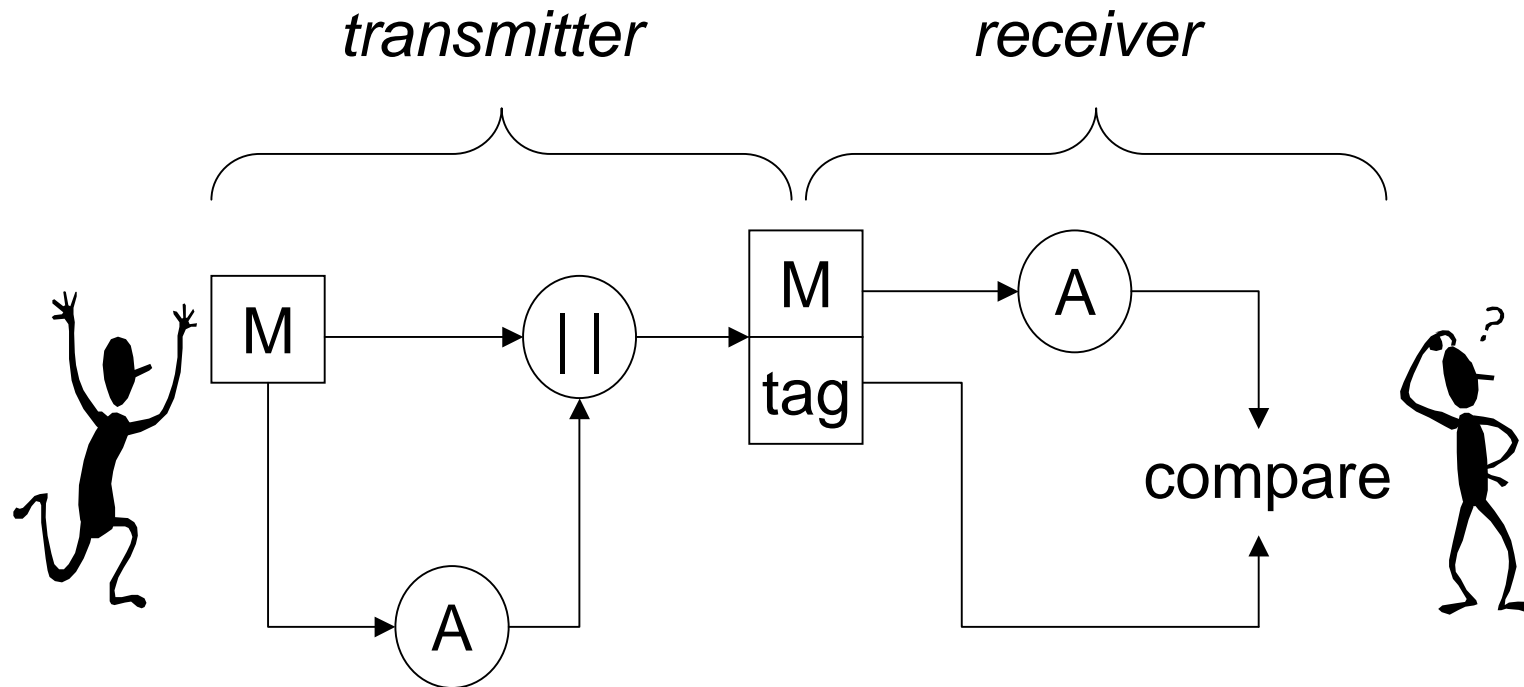 transmitter
receiver
M
||
A
M
tag
A
compare
?